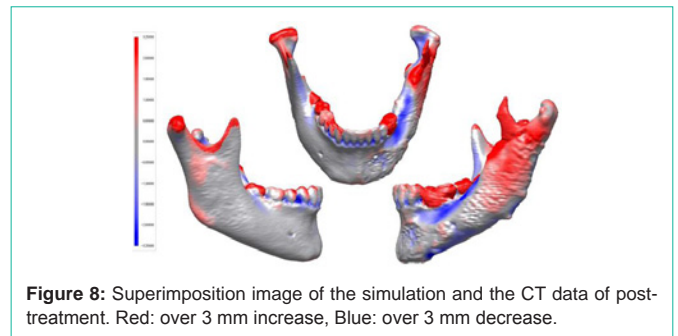 Figure 8: Superimposition image of the simulation and the CT data of post-
treatment. Red: over 3 mm increase, Blue: over 3 mm decrease.